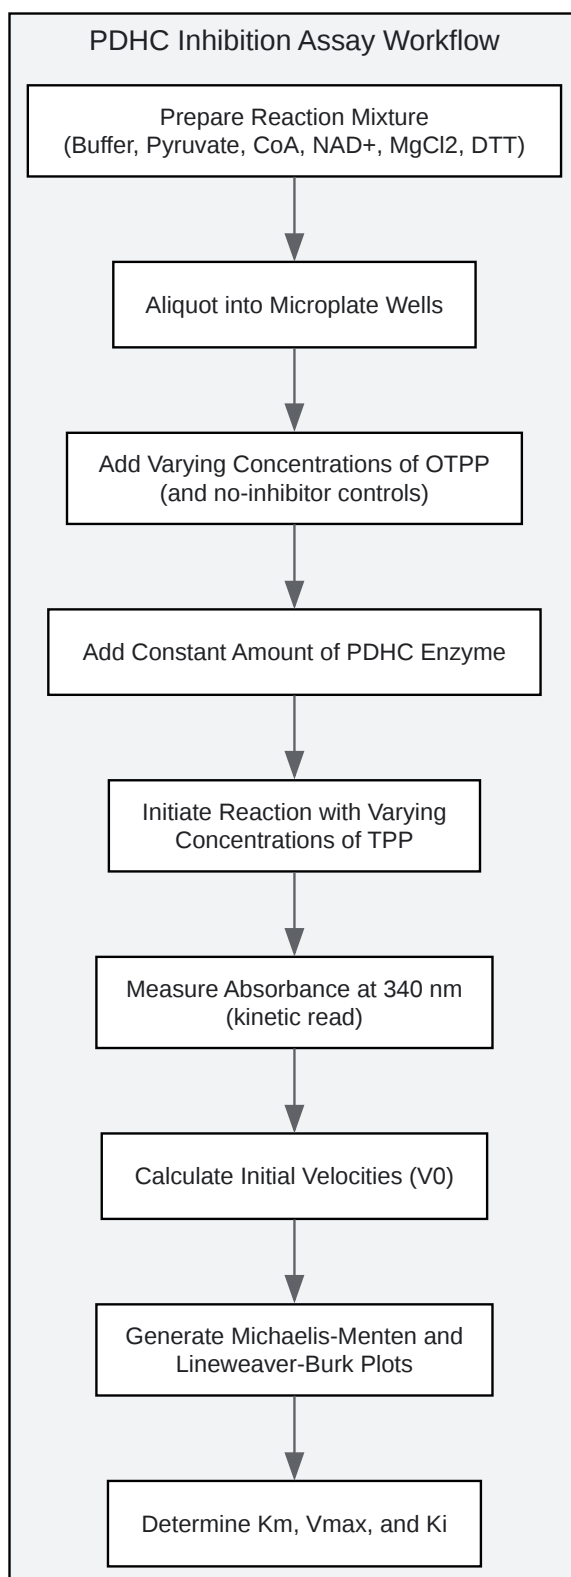 PDHC Inhibition Assay Workflow
Prepare Reaction Mixture
(Buffer, Pyruvate, CoA, NAD+, MgCl2, DTT)
Aliquot into Microplate Wells
Add Varying Concentrations of OTPP
(and no-inhibitor controls)
Add Constant Amount of PDHC Enzyme
Initiate Reaction with Varying
Concentrations of TPP
Measure Absorbance at 340 nm
(kinetic read)
Calculate Initial Velocities (V0)
Generate Michaelis-Menten and
Lineweaver-Burk Plots
Determine Km, Vmax, and Ki